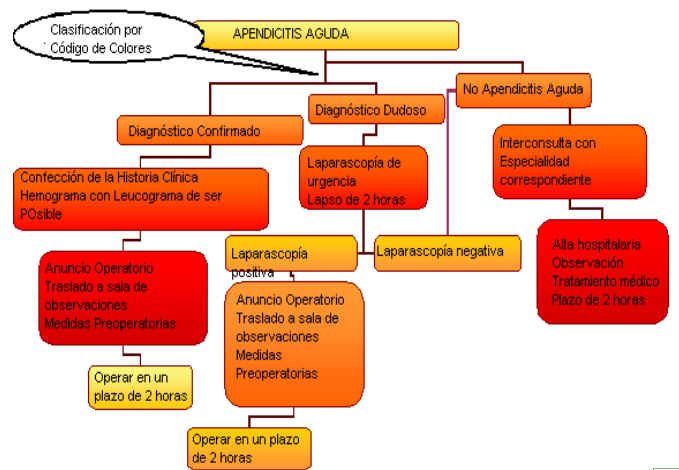 Clasificación por
Código de Colores
APENDICITIS AGUDA
No Apendicitis Aguda
Diagnóstico Dudoso
Diagnóstico Confirmado
Interconsulta con
Especialidad
correspondiente
Laparascopía de
urgencia
Lapso de 2 horas
Confección de la Historia Clínica
Hemograma con Leucograma de ser
POsible
Alta hospitalaria
Observación
Tratamiento médico
Plazo de 2 horas
Laparascopía
positiva
Laparascopía negativa
Anuncio Operatorio
Traslado a sala de
observaciones
Medidas Preoperatorias
Anuncio Operatorio
Traslado a sala de
observaciones
Medidas
Preoperatorias
Operar en un
plazo de 2 horas
Operar en un plazo
de 2 horas